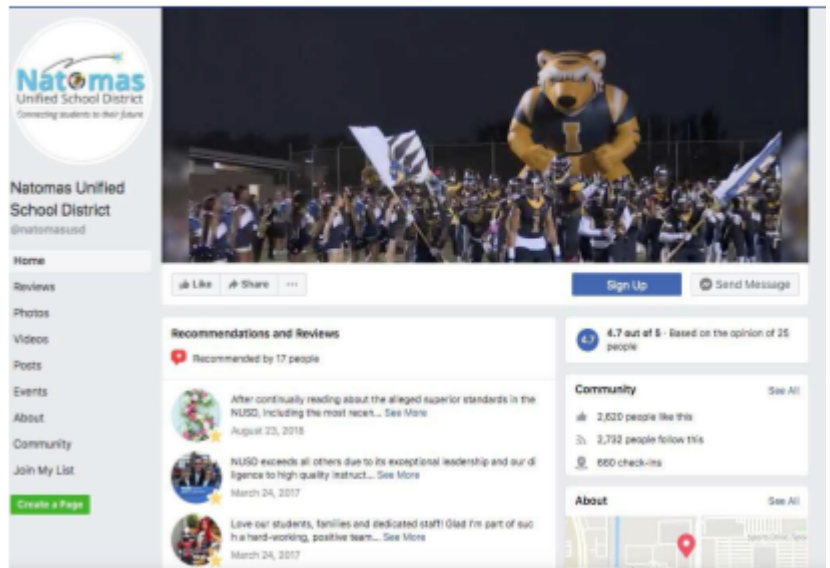 Natomas
Unified School District
Connecting students to their future
Natomas Unified
School District
@natomasusd
Home
Reviews
Photos
Videos
Posts
Events
About
Community
Join My List
Create a Page
I
Like Share ...
Sign Up
Send Message
Recommendations and Reviews
Recommended by 17 people
After continually reading about the alleged superior standards in the
NUSD, including the most recen... See More
August 23, 2018
NUSD exceeds all others due to its exceptional leadership and our di
ligence to high quality instruct... See More
March 24, 2017
Love our students, families and dedicated staff! Glad I'm part of suc
h a hard-working, positive team... See More
March 24, 2017
4.7
4.7 out of 5 · Based on the opinion of 25
people
Community
See All
2,620 people like this
2,732 people follow this
660 check-ins
About
See All